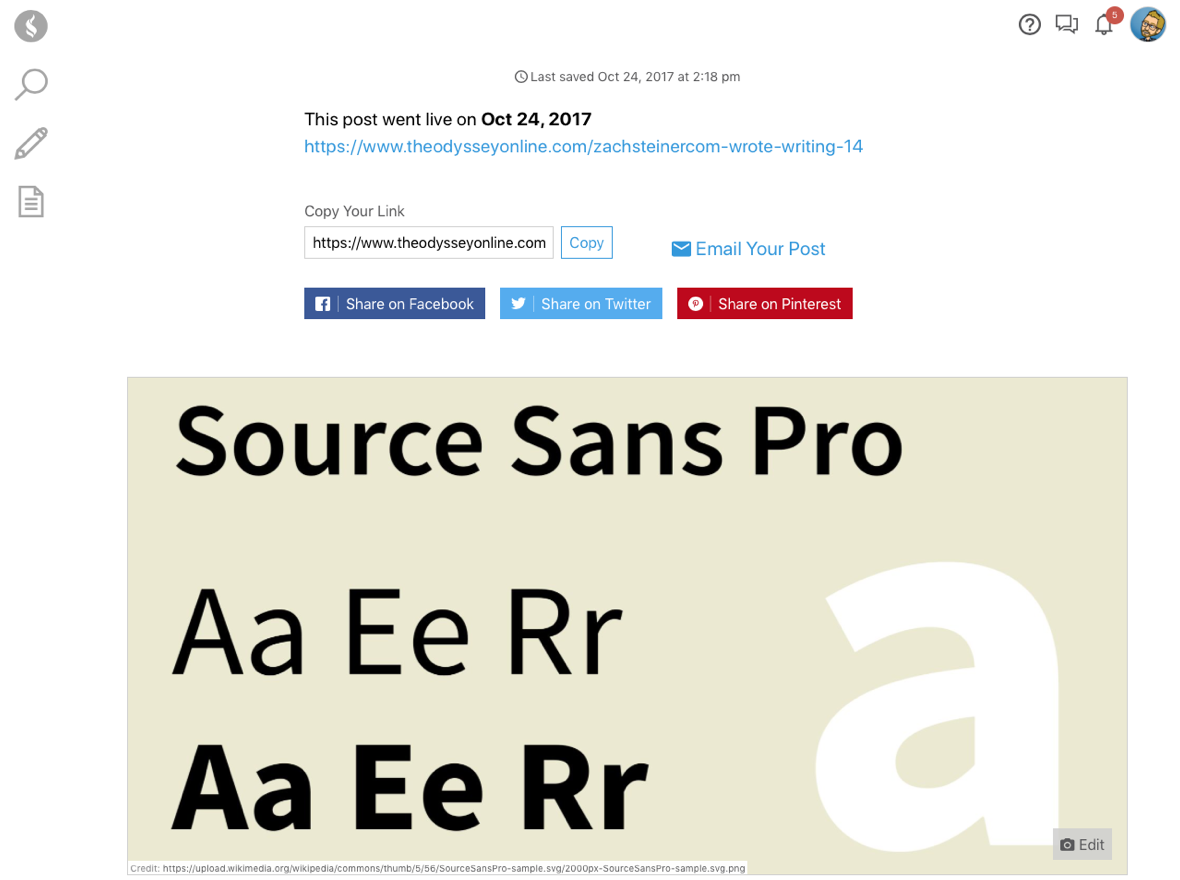 5
Last saved Oct 24, 2017 at 2:18 pm
This post went live on Oct 24, 2017
https://www.theodysseyonline.com/zachsteinercom-wrote-writing-14
Copy Your Link
https://www.theodysseyonline.com Copy Email Your Post
Share on Facebook Share on Twitter Share on Pinterest
Source Sans Pro
Aa Ee Rr
a
Aa Ee Rr
Edit
Credit: https://upload.wikimedia.org/wikipedia/commons/thumb/5/56/SourceSansPro-sample.svg/2000px-SourceSansPro-sample.svg.png